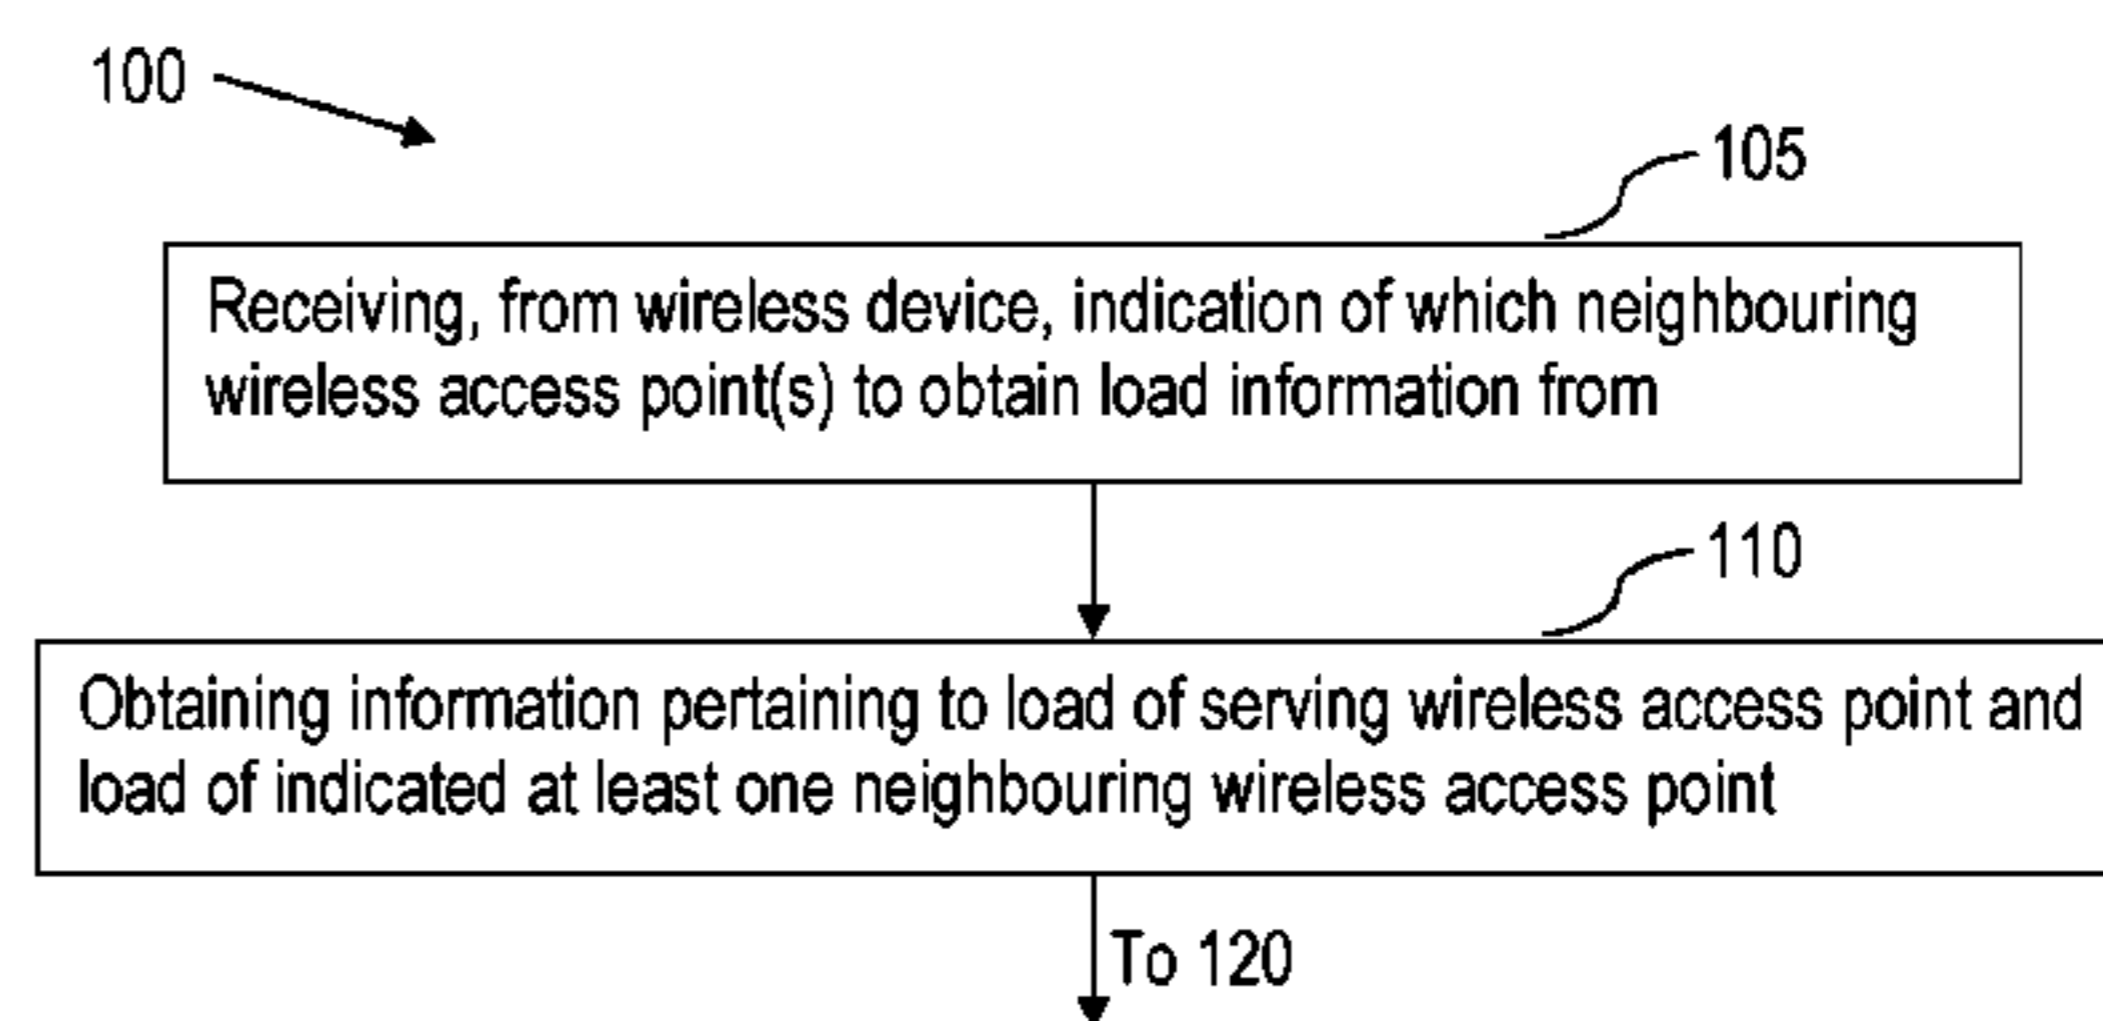 100
105
Receiving, from wireless device, indication of which neighbouring
wireless access point(s) to obtain load information from
110
Obtaining information pertaining to load of serving wireless access point and
load of indicated at least one neighbouring wireless access point
To 120